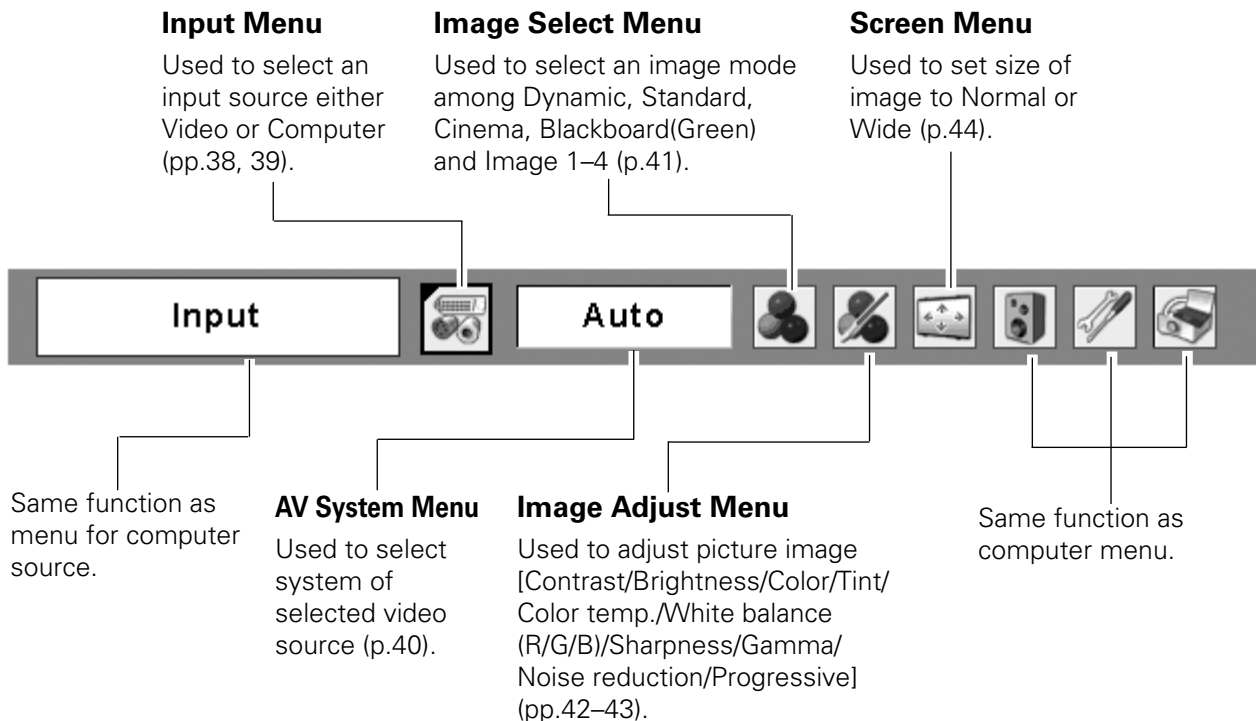 Input Menu
Used to select an
input source either
Video or Computer
(pp.38, 39).
Image Select Menu
Used to select an image mode
among Dynamic, Standard,
Cinema, Blackboard(Green)
and Image 1–4 (p.41).
Screen Menu
Used to set size of
image to Normal or
Wide (p.44).
Input
Auto
Same function as
menu for computer
source.
AV System Menu
Used to select
system of
selected video
source (p.40).
Image Adjust Menu
Used to adjust picture image
[Contrast/Brightness/Color/Tint/
Color temp./White balance
(R/G/B)/Sharpness/Gamma/
Noise reduction/Progressive]
(pp.42–43).
Same function as
computer menu.